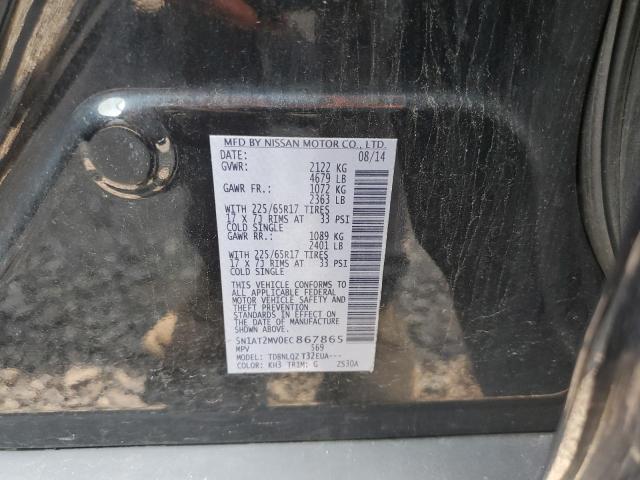 MFD BY NISSAN MOTOR CO., LTD.
DATE: 08/14
GVWR: 2122 KG
4679 LB
GAWR FR.: 1072 KG
2363 LB
WITH 225/65R17 TIRES
17 X 7J RIMS AT 33 PSI
COLD SINGLE
GAWR RR.: 1089 KG
2401 LB
WITH 225/65R17 TIRES
17 X 7J RIMS AT 33 PSI
COLD SINGLE
THIS VEHICLE CONFORMS TO
ALL APPLICABLE FEDERAL
MOTOR VEHICLE SAFETY AND
THEFT PREVENTION
STANDARDS IN EFFECT ON
THE DATE OF MANUFACTURE
SHOWN ABOVE.
5N1AT2MV0EC867865
MPV 569
MODEL: TDBNLQZ T32EUA---
COLOR: KH3 TRIM: G ZS30A